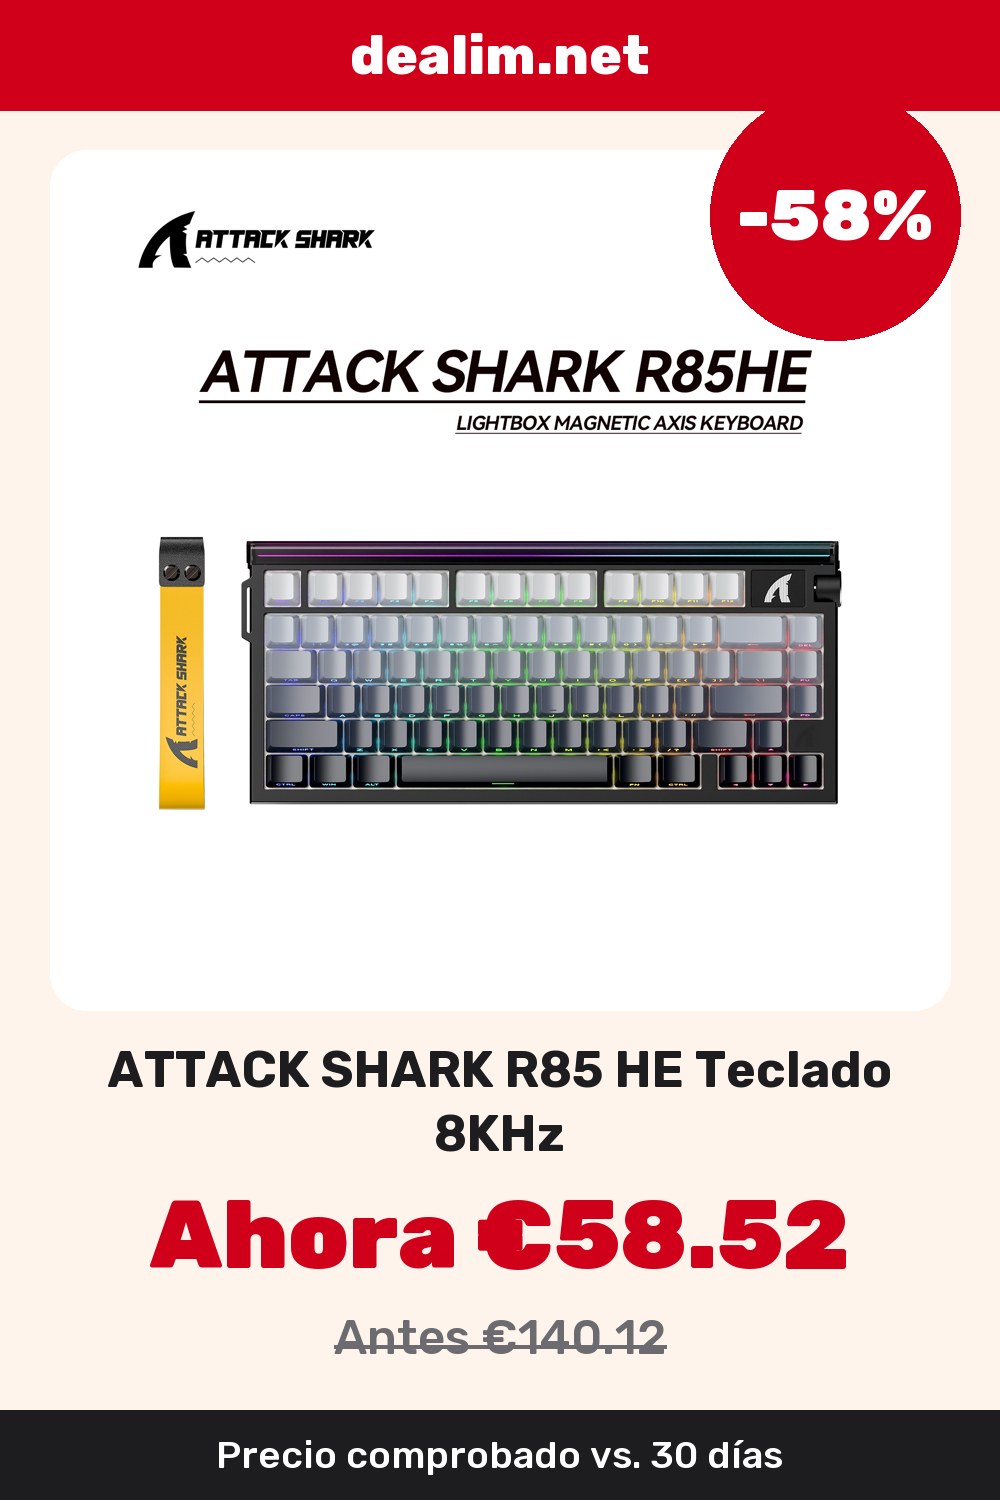 dealim.net
-58%
ATTACK SHARK
ATTACK SHARK R85HE
LIGHTBOX MAGNETIC AXIS KEYBOARD
ATTACK SHARK
ATTACK SHARK R85 HE Teclado
8KHz
Ahora €58.52
Antes €140.12
Precio comprobado vs. 30 días